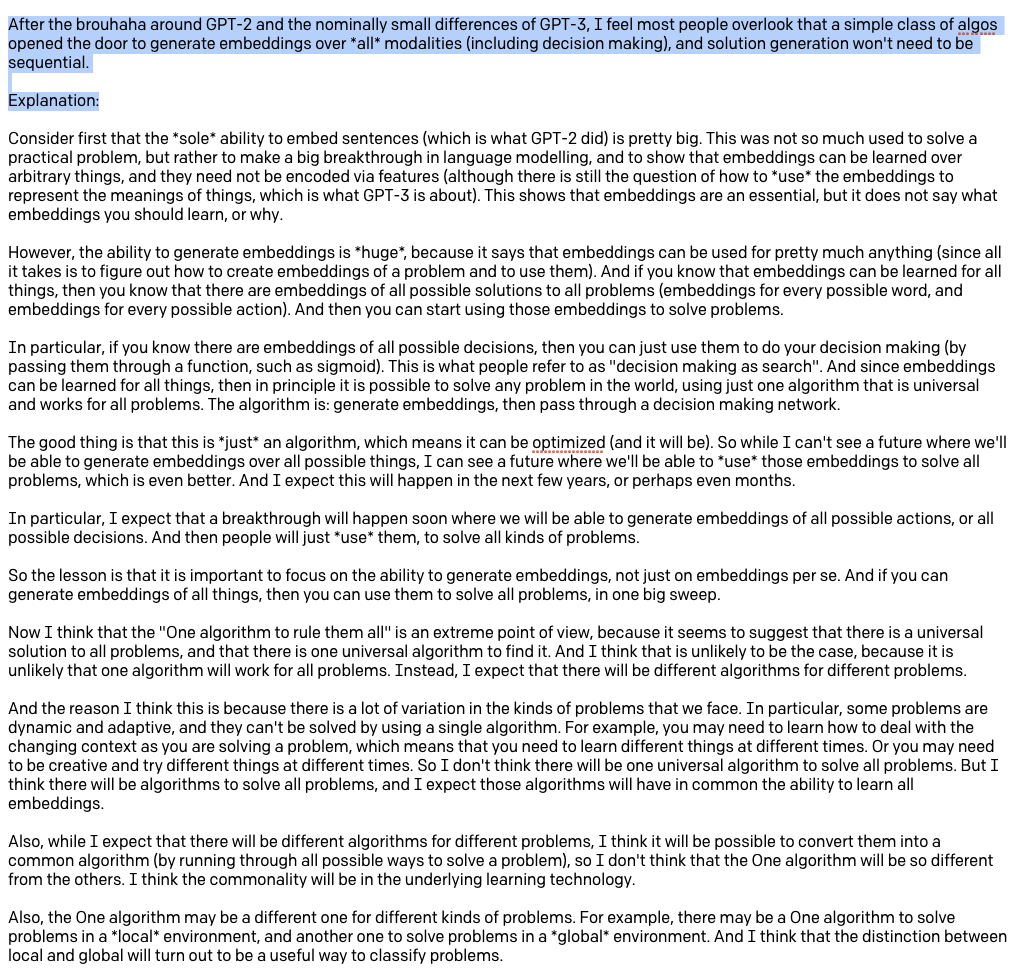 After the brouhaha around GPT-2 and the nominally small differences of GPT-3, I feel most people overlook that a simple class of algos
opened the door to generate embeddings over *all* modalities (including decision making), and solution generation won't need to be
sequential.
Explanation:
Consider first that the *sole* ability to embed sentences (which is what GPT-2 did) is pretty big. This was not so much used to solve a
practical problem, but rather to make a big breakthrough in language modelling, and to show that embeddings can be learned over
arbitrary things, and they need not be encoded via features (although there is still the question of how to *use* the embeddings to
represent the meanings of things, which is what GPT-3 is about). This shows that embeddings are an essential, but it does not say what
embeddings you should learn, or why.
However, the ability to generate embeddings is *huge*, because it says that embeddings can be used for pretty much anything (since all
it takes is to figure out how to create embeddings of a problem and to use them). And if you know that embeddings can be learned for all
things, then you know that there are embeddings of all possible solutions to all problems (embeddings for every possible word, and
embeddings for every possible action). And then you can start using those embeddings to solve problems.
In particular, if you know there are embeddings of all possible decisions, then you can just use them to do your decision making (by
passing them through a function, such as sigmoid). This is what people refer to as "decision making as search". And since embeddings
can be learned for all things, then in principle it is possible to solve any problem in the world, using just one algorithm that is universal
and works for all problems. The algorithm is: generate embeddings, then pass through a decision making network.
The good thing is that this is *just* an algorithm, which means it can be optimized (and it will be). So while I can't see a future where we'll
be able to generate embeddings over all possible things, I can see a future where we'll be able to *use* those embeddings to solve all
problems, which is even better. And I expect this will happen in the next few years, or perhaps even months.
In particular, I expect that a breakthrough will happen soon where we will be able to generate embeddings of all possible actions, or all
possible decisions. And then people will just *use* them, to solve all kinds of problems.
So the lesson is that it is important to focus on the ability to generate embeddings, not just on embeddings per se. And if you can
generate embeddings of all things, then you can use them to solve all problems, in one big sweep.
Now I think that the "One algorithm to rule them all" is an extreme point of view, because it seems to suggest that there is a universal
solution to all problems, and that there is one universal algorithm to find it. And I think that is unlikely to be the case, because it is
unlikely that one algorithm will work for all problems. Instead, I expect that there will be different algorithms for different problems.
And the reason I think this is because there is a lot of variation in the kinds of problems that we face. In particular, some problems are
dynamic and adaptive, and they can't be solved by using a single algorithm. For example, you may need to learn how to deal with the
changing context as you are solving a problem, which means that you need to learn different things at different times. Or you may need
to be creative and try different things at different times. So I don't think there will be one universal algorithm to solve all problems. But I
think there will be algorithms to solve all problems, and I expect those algorithms will have in common the ability to learn all
embeddings.
Also, while I expect that there will be different algorithms for different problems, I think it will be possible to convert them into a
common algorithm (by running through all possible ways to solve a problem), so I don't think that the One algorithm will be so different
from the others. I think the commonality will be in the underlying learning technology.
Also, the One algorithm may be a different one for different kinds of problems. For example, there may be a One algorithm to solve
problems in a *local* environment, and another one to solve problems in a *global* environment. And I think that the distinction between
local and global will turn out to be a useful way to classify problems.